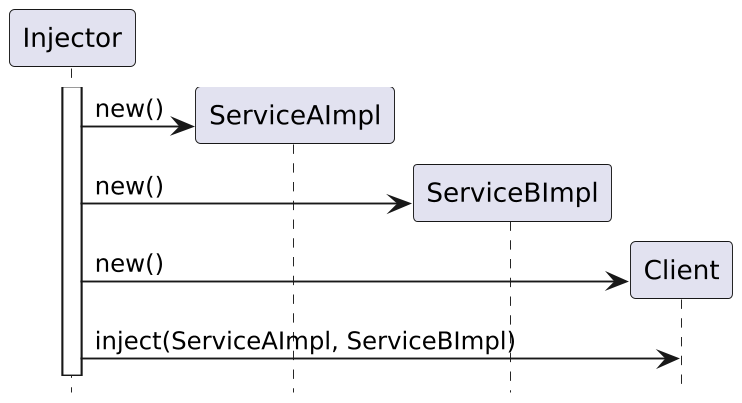 Injector
new()
ServiceAImpl
new()
ServiceBImpl
new()
Client
inject(ServiceAImpl, ServiceBImpl)